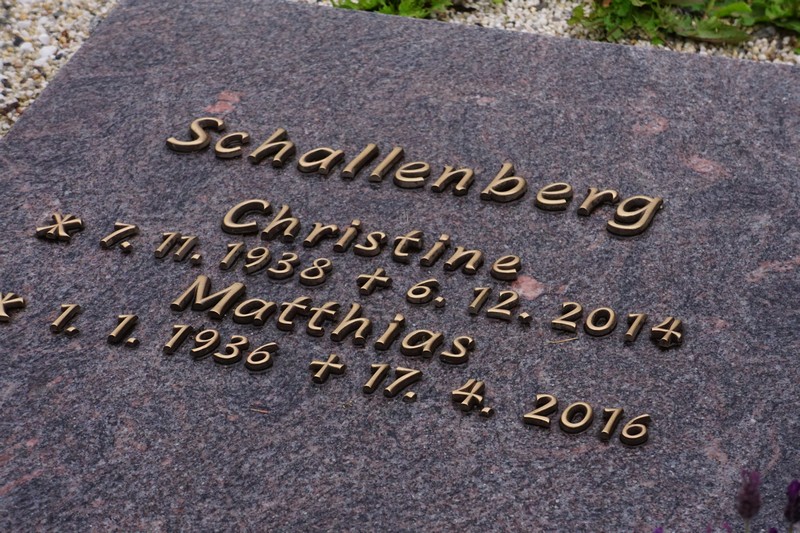 Schallenberg
Christine
* 7. 11. 1938 + 6. 12. 2014
Matthias
* 1. 1. 1936 + 17. 4. 2016